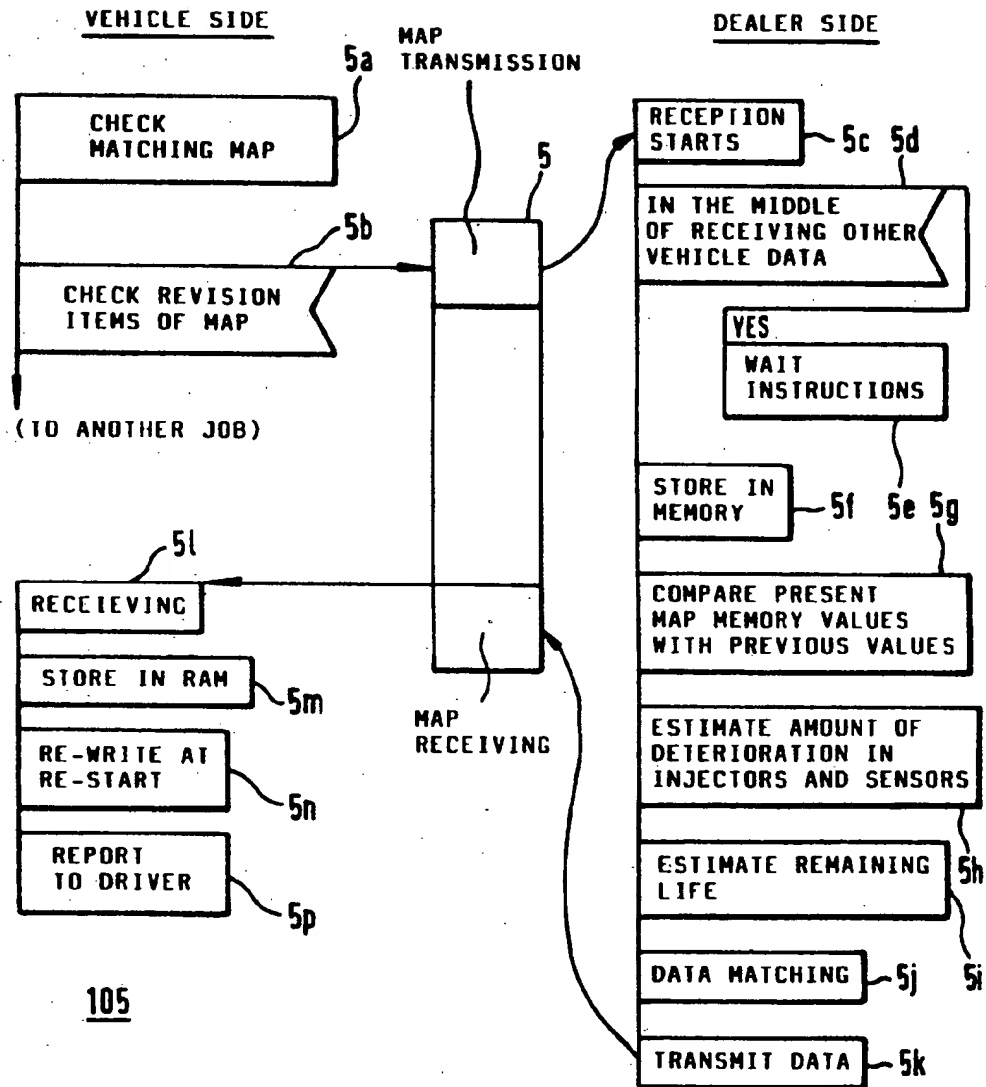 VEHICLE SIDE
CHECK
MATCHING MAP
5a
CHECK REVISION
ITEMS OF MAP
5b
(TO ANOTHER JOB)
MAP
TRANSMISSION
5
MAP
RECEIVING
DEALER SIDE
RECEPTION
STARTS
5c
5d
IN THE MIDDLE
OF RECEIVING OTHER
VEHICLE DATA
YES
WAIT
INSTRUCTIONS
5e
STORE IN
MEMORY
5f
5g
COMPARE PRESENT
MAP MEMORY VALUES
WITH PREVIOUS VALUES
ESTIMATE AMOUNT OF
DETERIORATION IN
INJECTORS AND SENSORS
5h
ESTIMATE REMAINING
LIFE
5i
DATA MATCHING
5j
TRANSMIT DATA
5k
5l
RECEIEVING
STORE IN RAM
5m
RE-WRITE AT
RE-START
5n
REPORT
TO DRIVER
5p
105